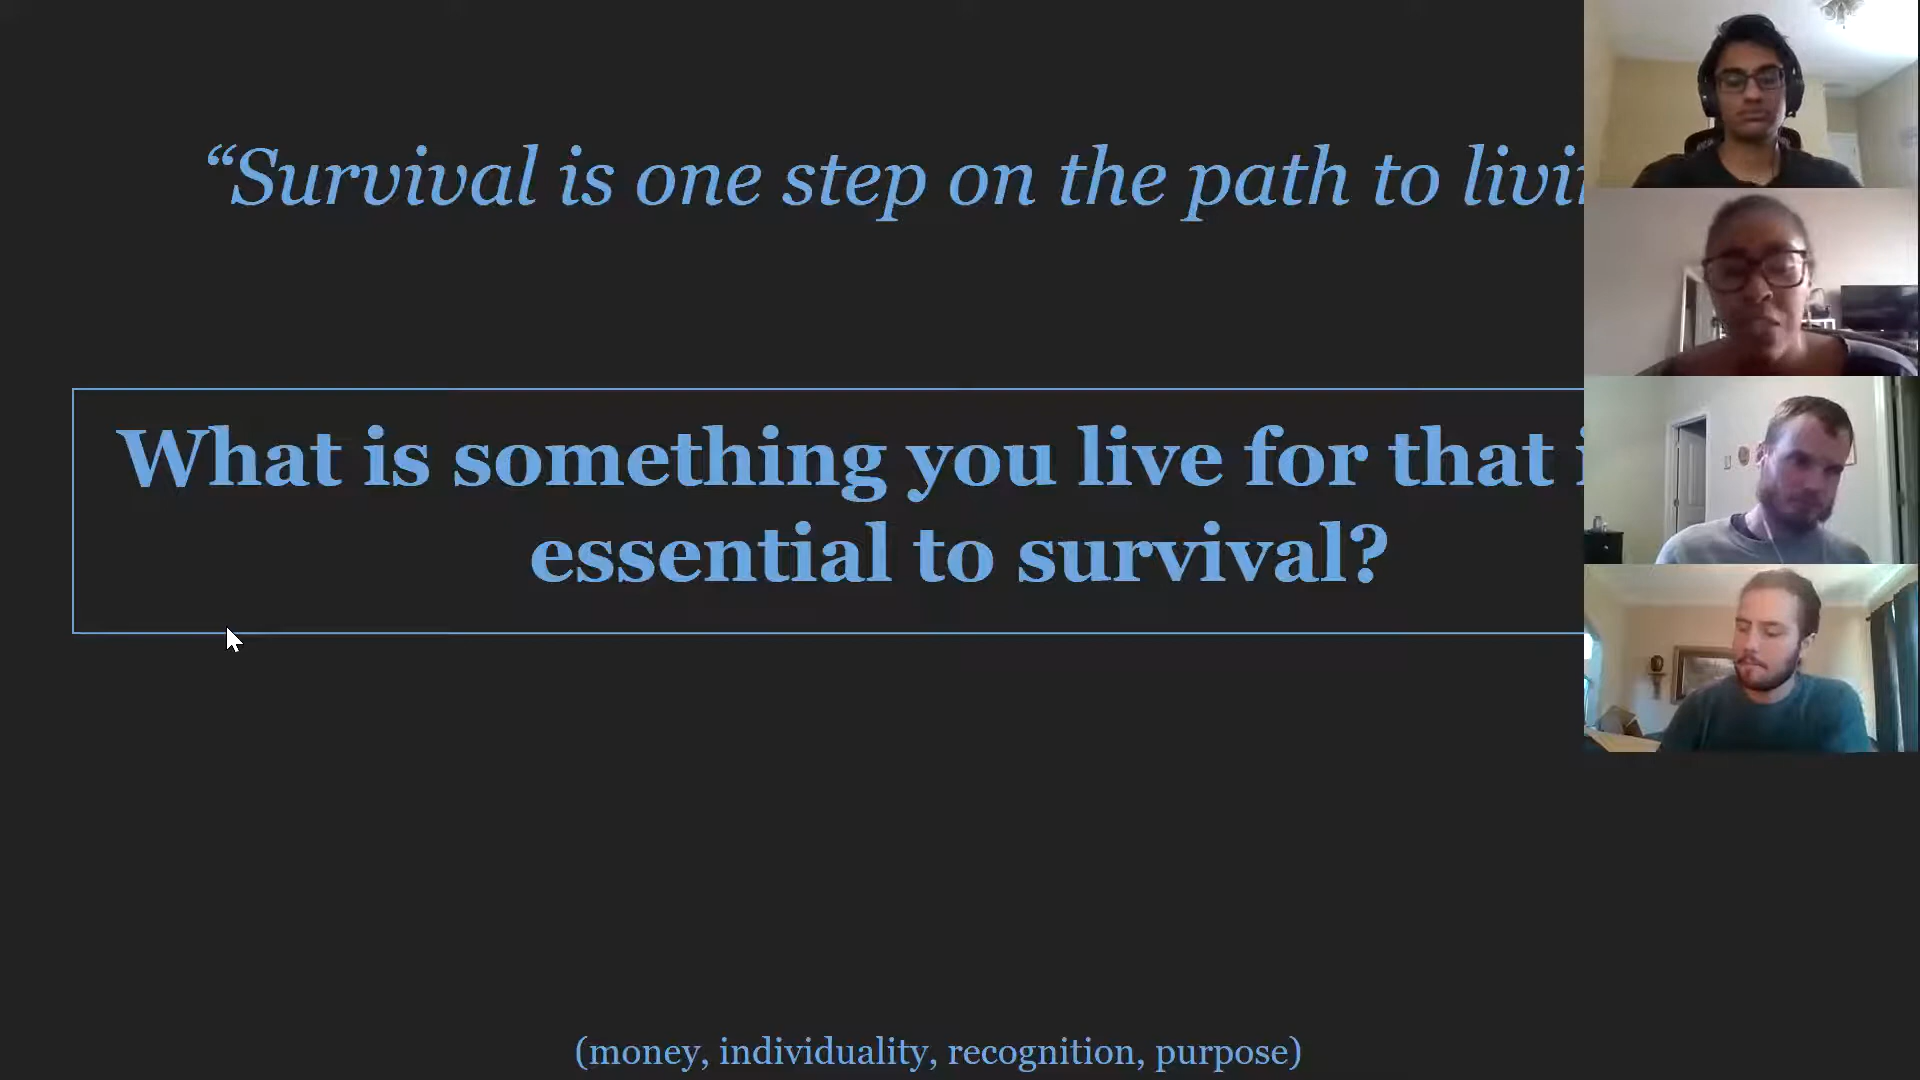 “Survival is one step on the path to livi
What is something you live for that i
essential to survival?
(money, individuality, recognition, purpose)